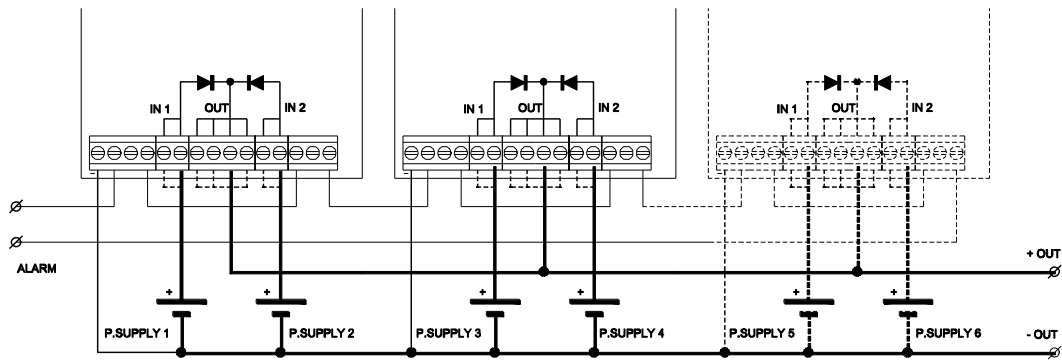 IN 1 OUT IN 2
IN 1 OUT IN 2
IN 1 OUT IN 2
-
-
-
ALARM
+ OUT
+
+
+
+
+
+
P.SUPPLY 1
P.SUPPLY 2
P.SUPPLY 3
P.SUPPLY 4
P.SUPPLY 5
P.SUPPLY 6
- OUT